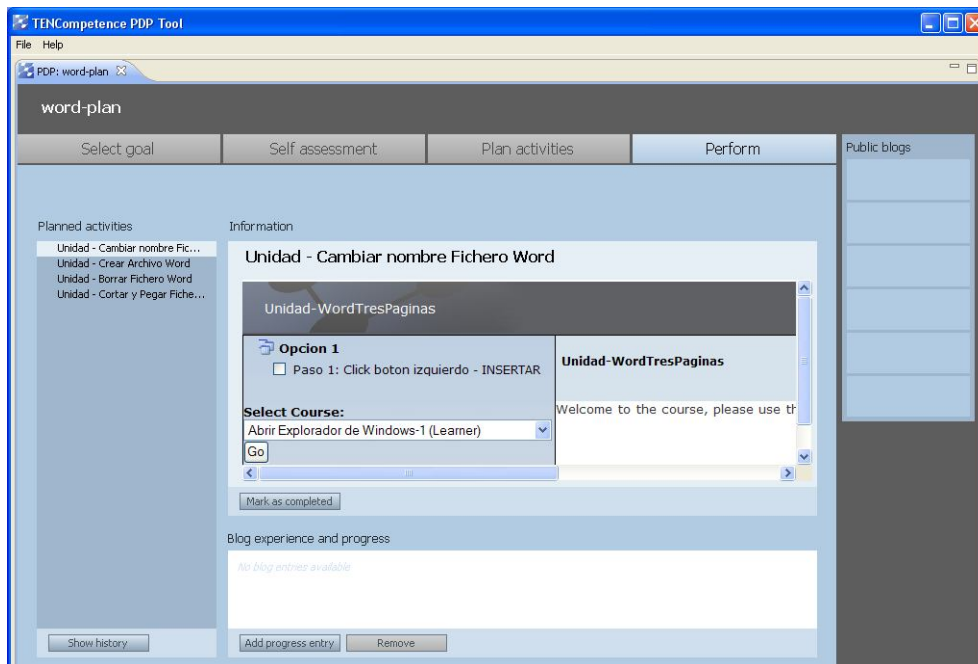 TENCompetence PDP Tool
File Help
PDP: word-plan
word-plan
Select goal
Self assessment
Plan activities
Perform
Public blogs
Planned activities
Unidad - Cambiar nombre Fic...
Unidad - Crear Archivo Word
Unidad - Borrar Fichero Word
Unidad - Cortar y Pegar Fiche...
Show history
Information
Unidad - Cambiar nombre Fichero Word
Unidad-WordTresPaginas
Opcion 1
Paso 1: Click boton izquierdo - INSERTAR
Select Course:
Abrir Explorador de Windows-1 (Learner)
Go
Unidad-WordTresPaginas
Welcome to the course, please use th
Mark as completed
Blog experience and progress
No blog entries available
Add progress entry
Remove